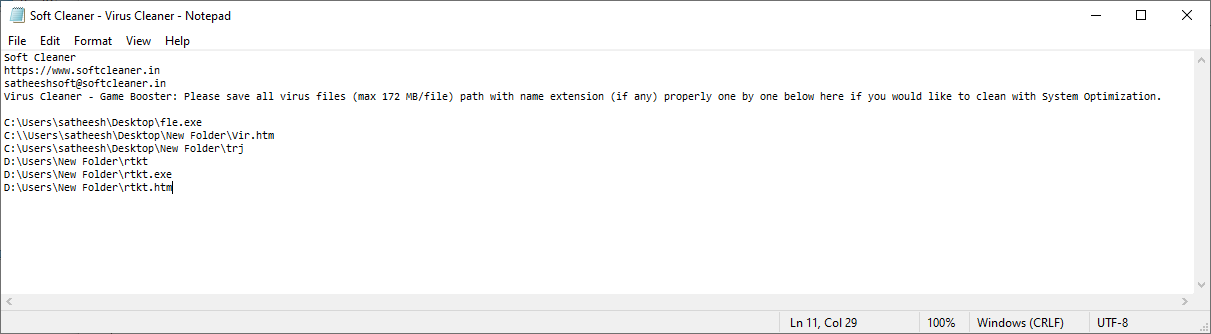 Soft Cleaner - Virus Cleaner - Notepad
File Edit Format View Help
Soft Cleaner
https://www.softcleaner.in
satheeshsoft@softcleaner.in
Virus Cleaner - Game Booster: Please save all virus files (max 172 MB/file) path with name extension (if any) properly one by one below here if you would like to clean with System Optimization.
C:\Users\satheesh\Desktop\fle.exe
C:\\Users\satheesh\Desktop\New Folder\Vir.htm
C:\Users\satheesh\Desktop\New Folder\trj
D:\Users\New Folder\rtkt
D:\Users\New Folder\rtkt.exe
D:\Users\New Folder\rtkt.htm
Ln 11, Col 29 100% Windows (CRLF) UTF-8